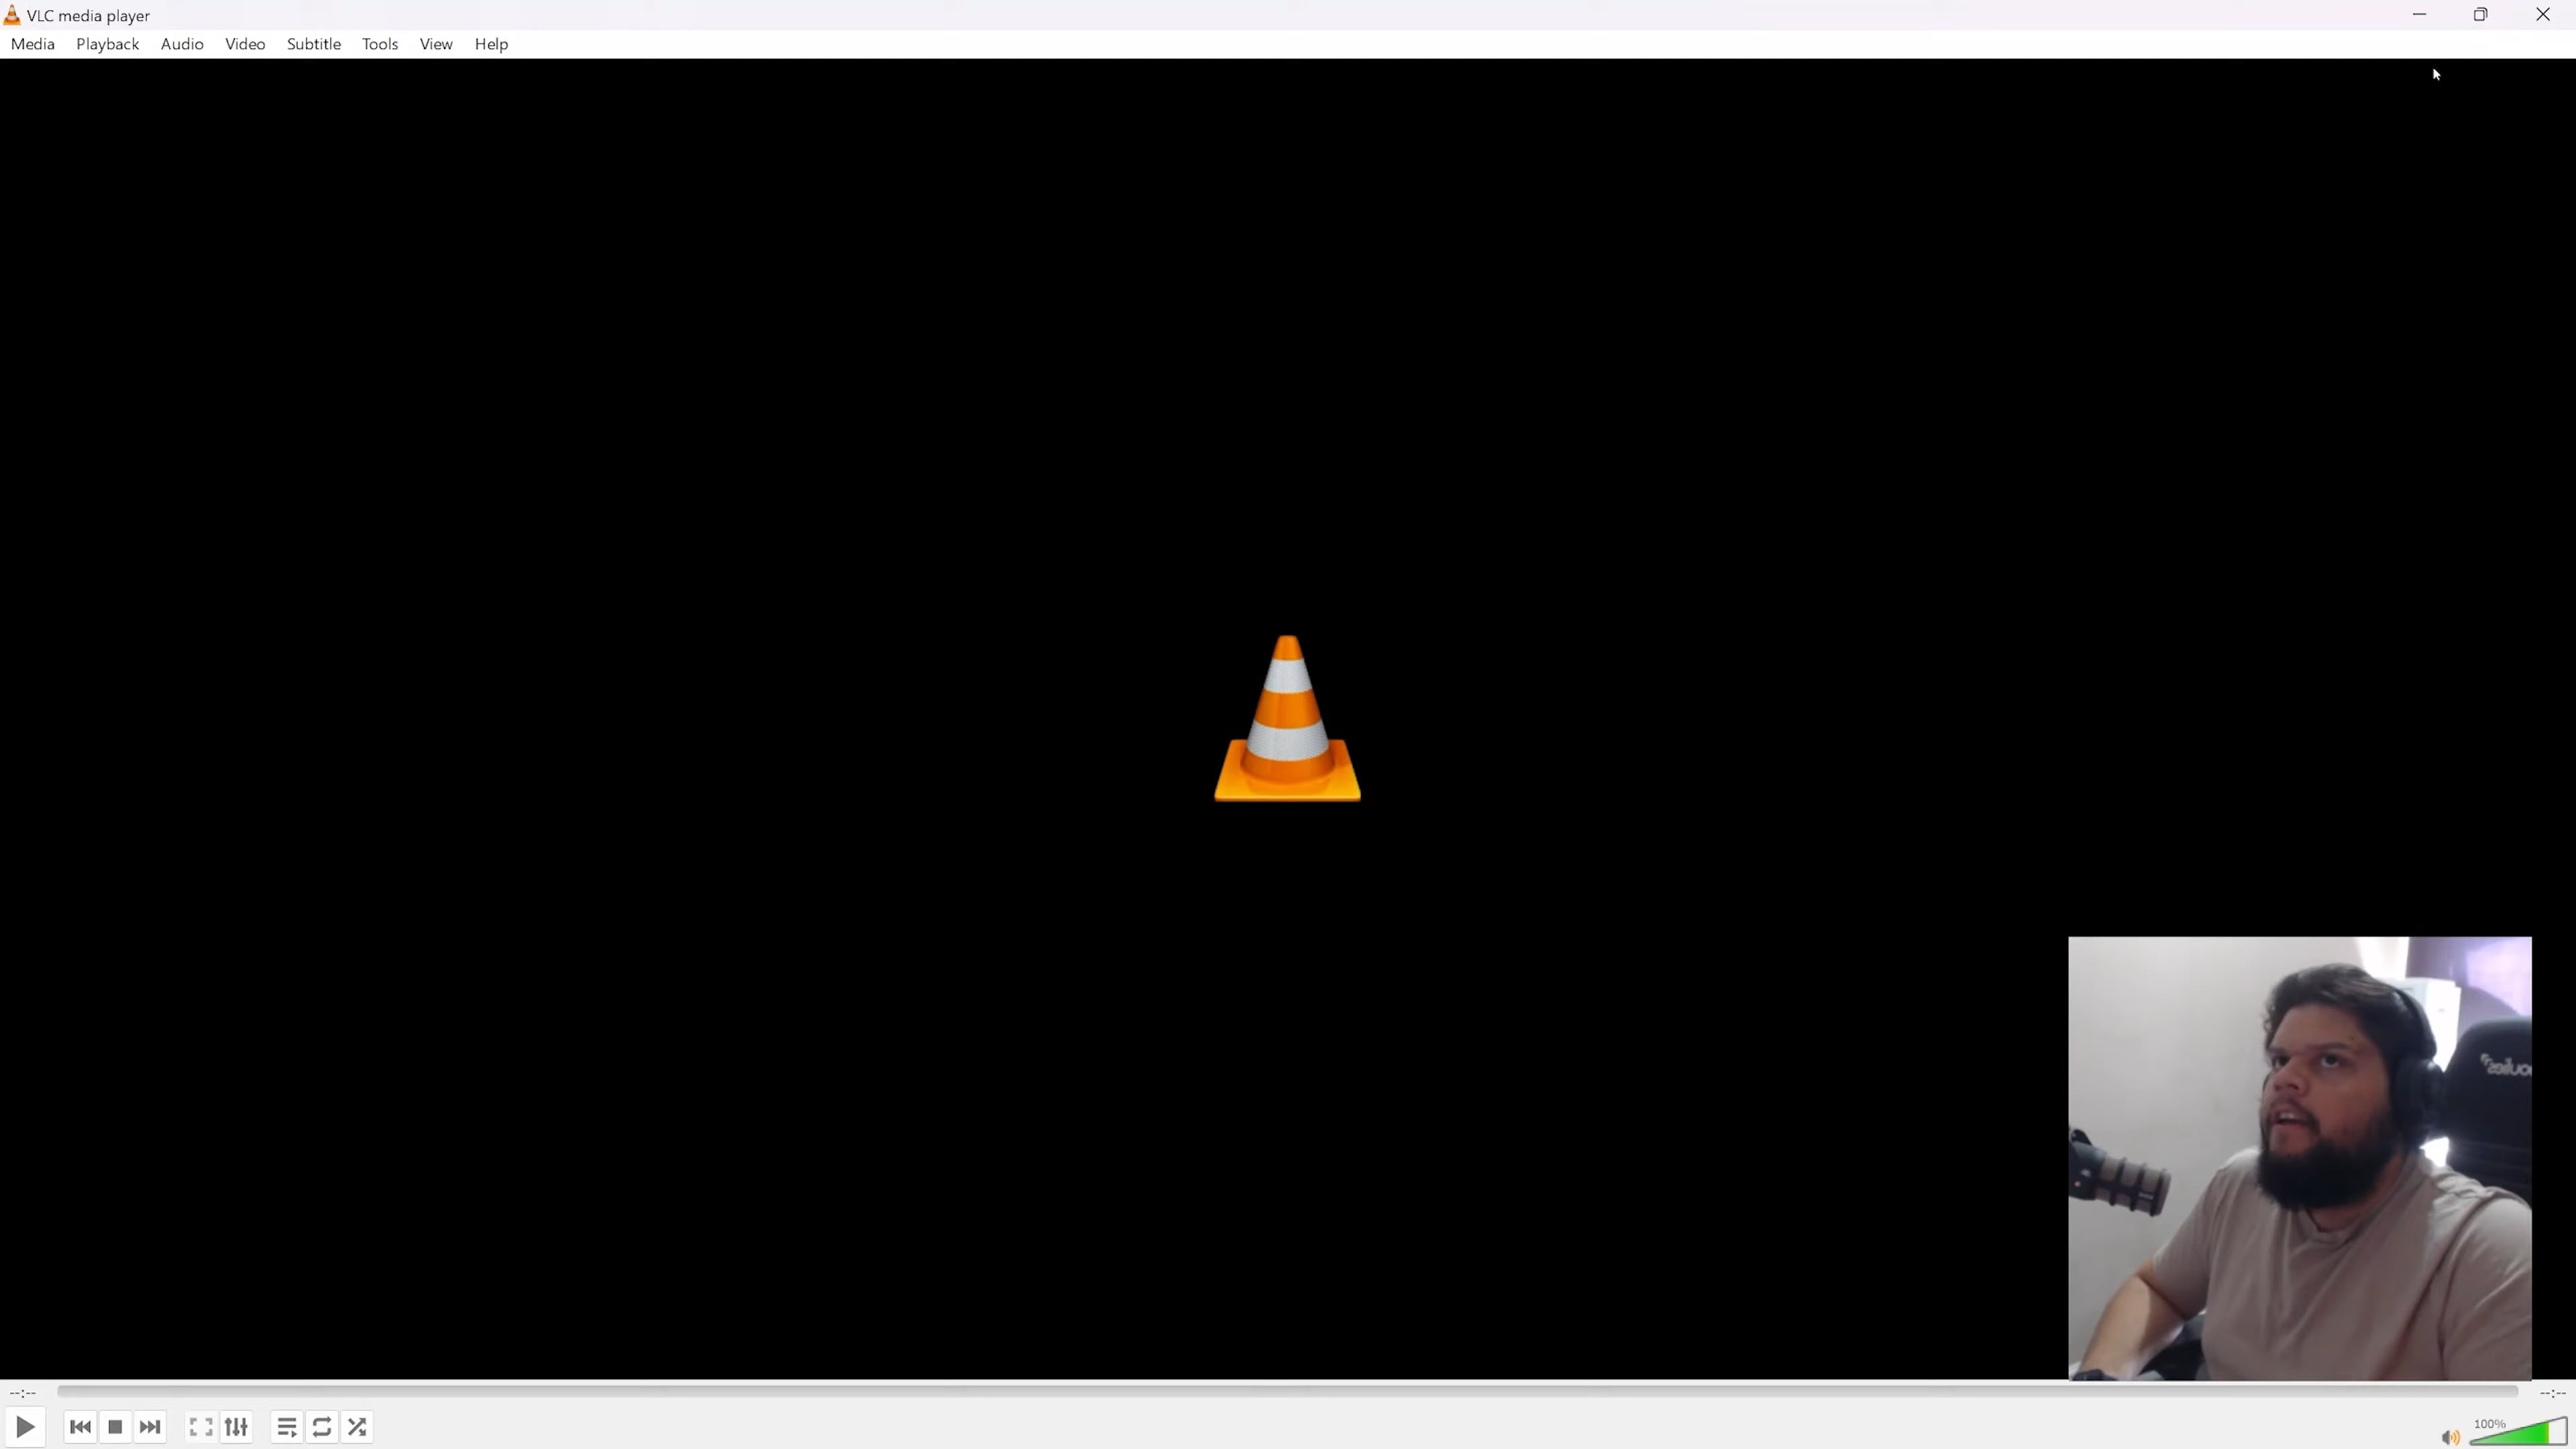 VLC media player
Media Playback Audio Video Subtitle Tools View Help
--:--
--:--
100%